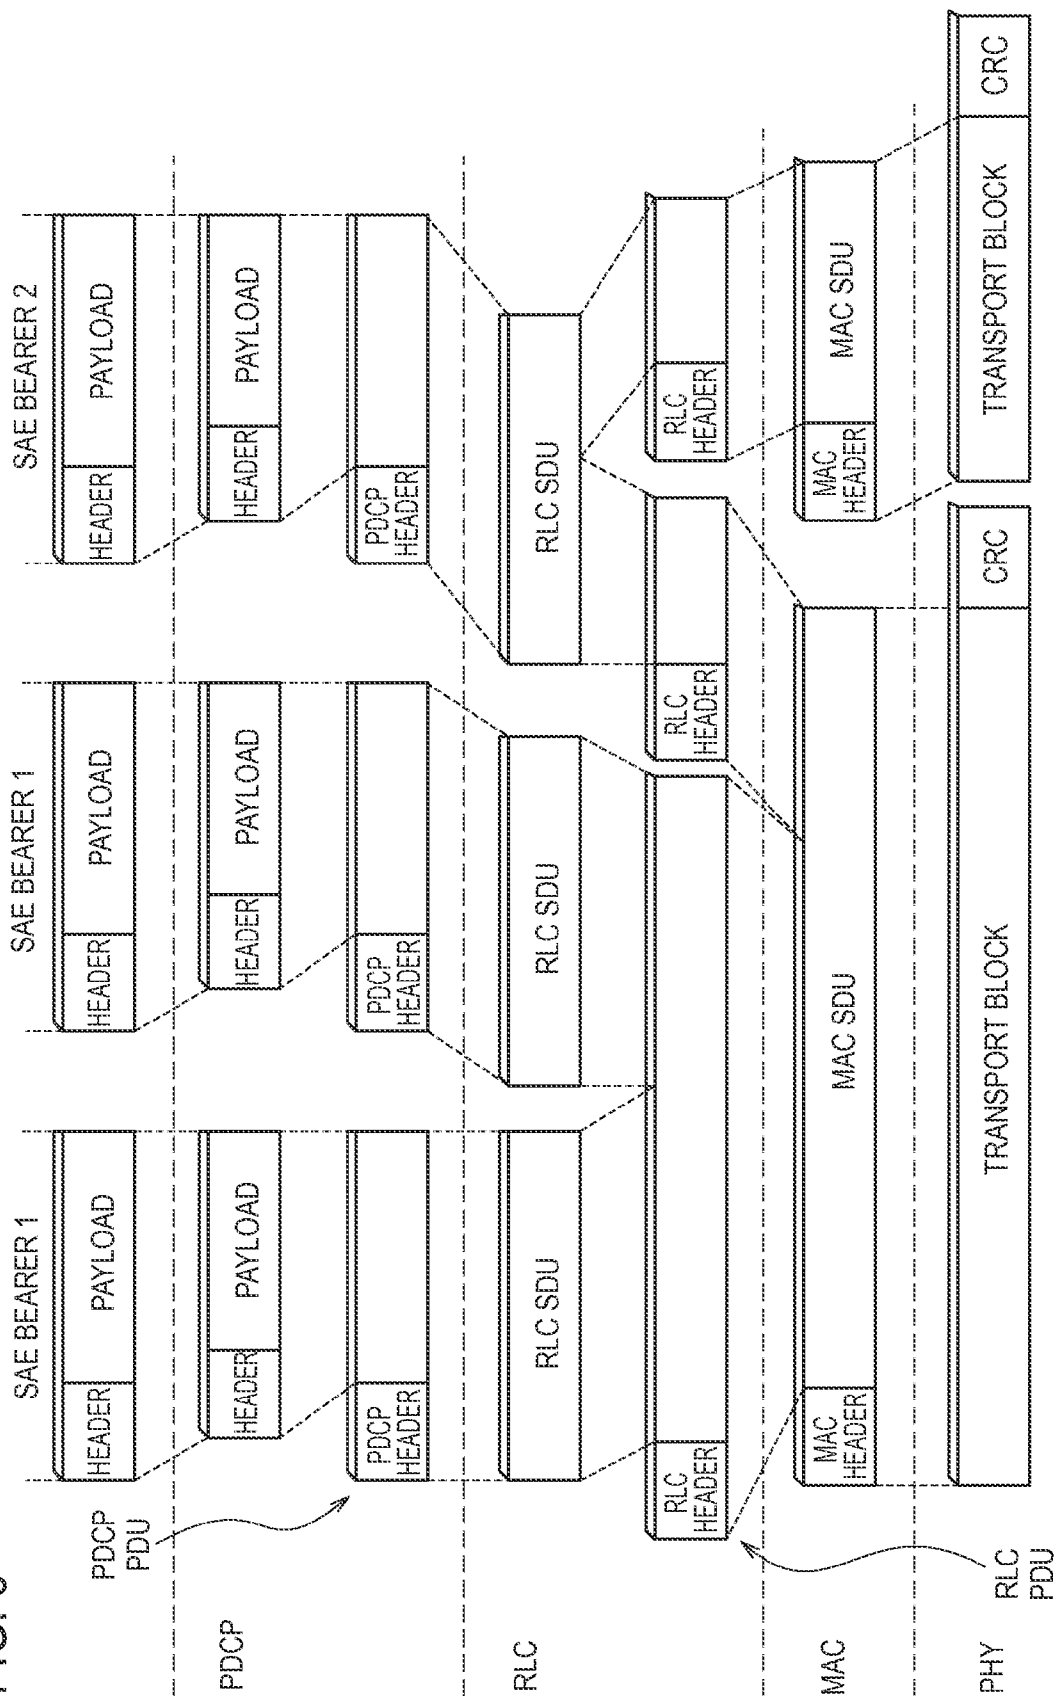 SAE BEARER 1
SAE BEARER 1
SAE BEARER 2
HEADER
PAYLOAD
HEADER
PAYLOAD
HEADER
PAYLOAD
PDCP
PDU
PDCP
HEADER
PAYLOAD
HEADER
PAYLOAD
HEADER
PAYLOAD
PDCP
HEADER
PDCP
HEADER
PDCP
HEADER
RLC
RLC SDU
RLC SDU
RLC SDU
RLC
HEADER
RLC
HEADER
RLC
HEADER
MAC
MAC
HEADER
MAC SDU
MAC
HEADER
MAC SDU
RLC
PDU
PHY
TRANSPORT BLOCK
CRC
TRANSPORT BLOCK
CRC